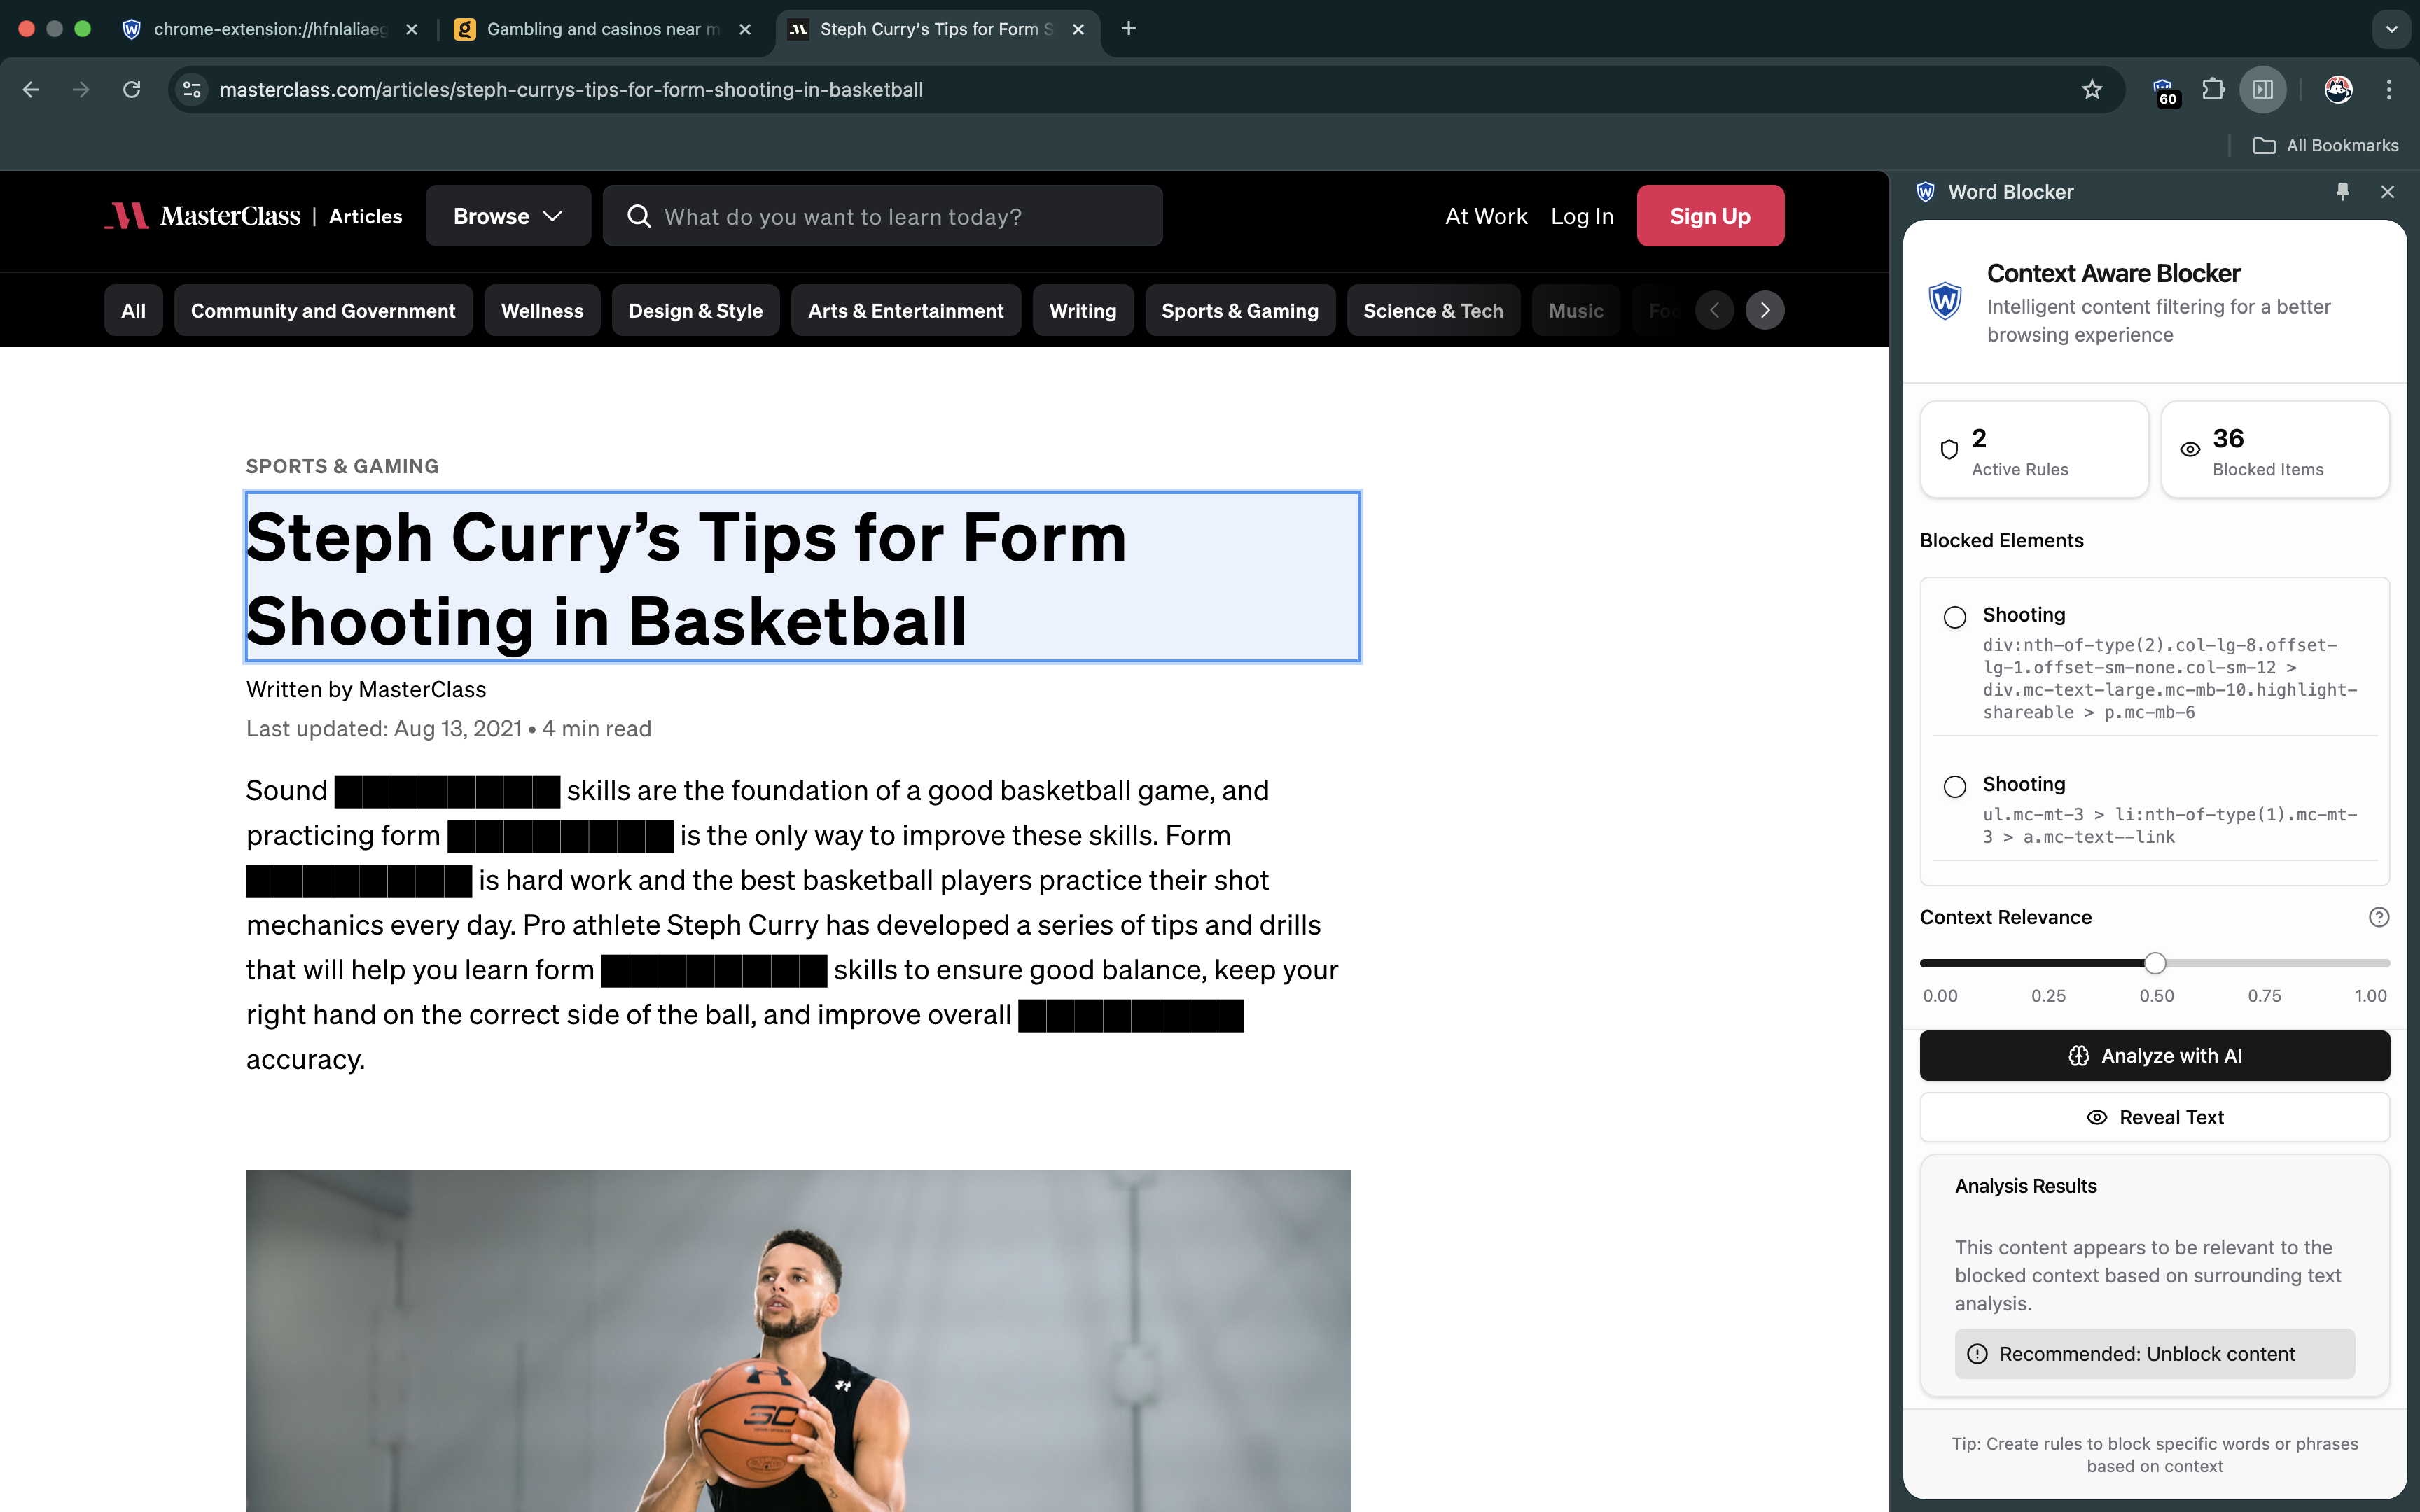 chrome-extension://hfnlaliaeg
Gambling and casinos near m
Steph Curry's Tips for Form S
masterclass.com/articles/steph-currys-tips-for-form-shooting-in-basketball
60
All Bookmarks
MasterClass | Articles
Browse
What do you want to learn today?
At Work
Log In
Sign Up
All
Community and Government
Wellness
Design & Style
Arts & Entertainment
Writing
Sports & Gaming
Science & Tech
Music
Foo
SPORTS & GAMING
Steph Curry’s Tips for Form
Shooting in Basketball
Written by MasterClass
Last updated: Aug 13, 2021 • 4 min read
Sound ████████ skills are the foundation of a good basketball game, and
practicing form ████████ is the only way to improve these skills. Form
████████ is hard work and the best basketball players practice their shot
mechanics every day. Pro athlete Steph Curry has developed a series of tips and drills
that will help you learn form ████████ skills to ensure good balance, keep your
right hand on the correct side of the ball, and improve overall ████████
accuracy.
SC
Word Blocker
Context Aware Blocker
Intelligent content filtering for a better
browsing experience
2
Active Rules
36
Blocked Items
Blocked Elements
Shooting
div:nth-of-type(2).col-lg-8.offset-
lg-1.offset-sm-none.col-sm-12 >
div.mc-text-large.mc-mb-10.highlight-
shareable > p.mc-mb-6
Shooting
ul.mc-mt-3 > li:nth-of-type(1).mc-mt-
3 > a.mc-text--link
Context Relevance
0.00
0.25
0.50
0.75
1.00
Analyze with AI
Reveal Text
Analysis Results
This content appears to be relevant to the
blocked context based on surrounding text
analysis.
Recommended: Unblock content
Tip: Create rules to block specific words or phrases
based on context